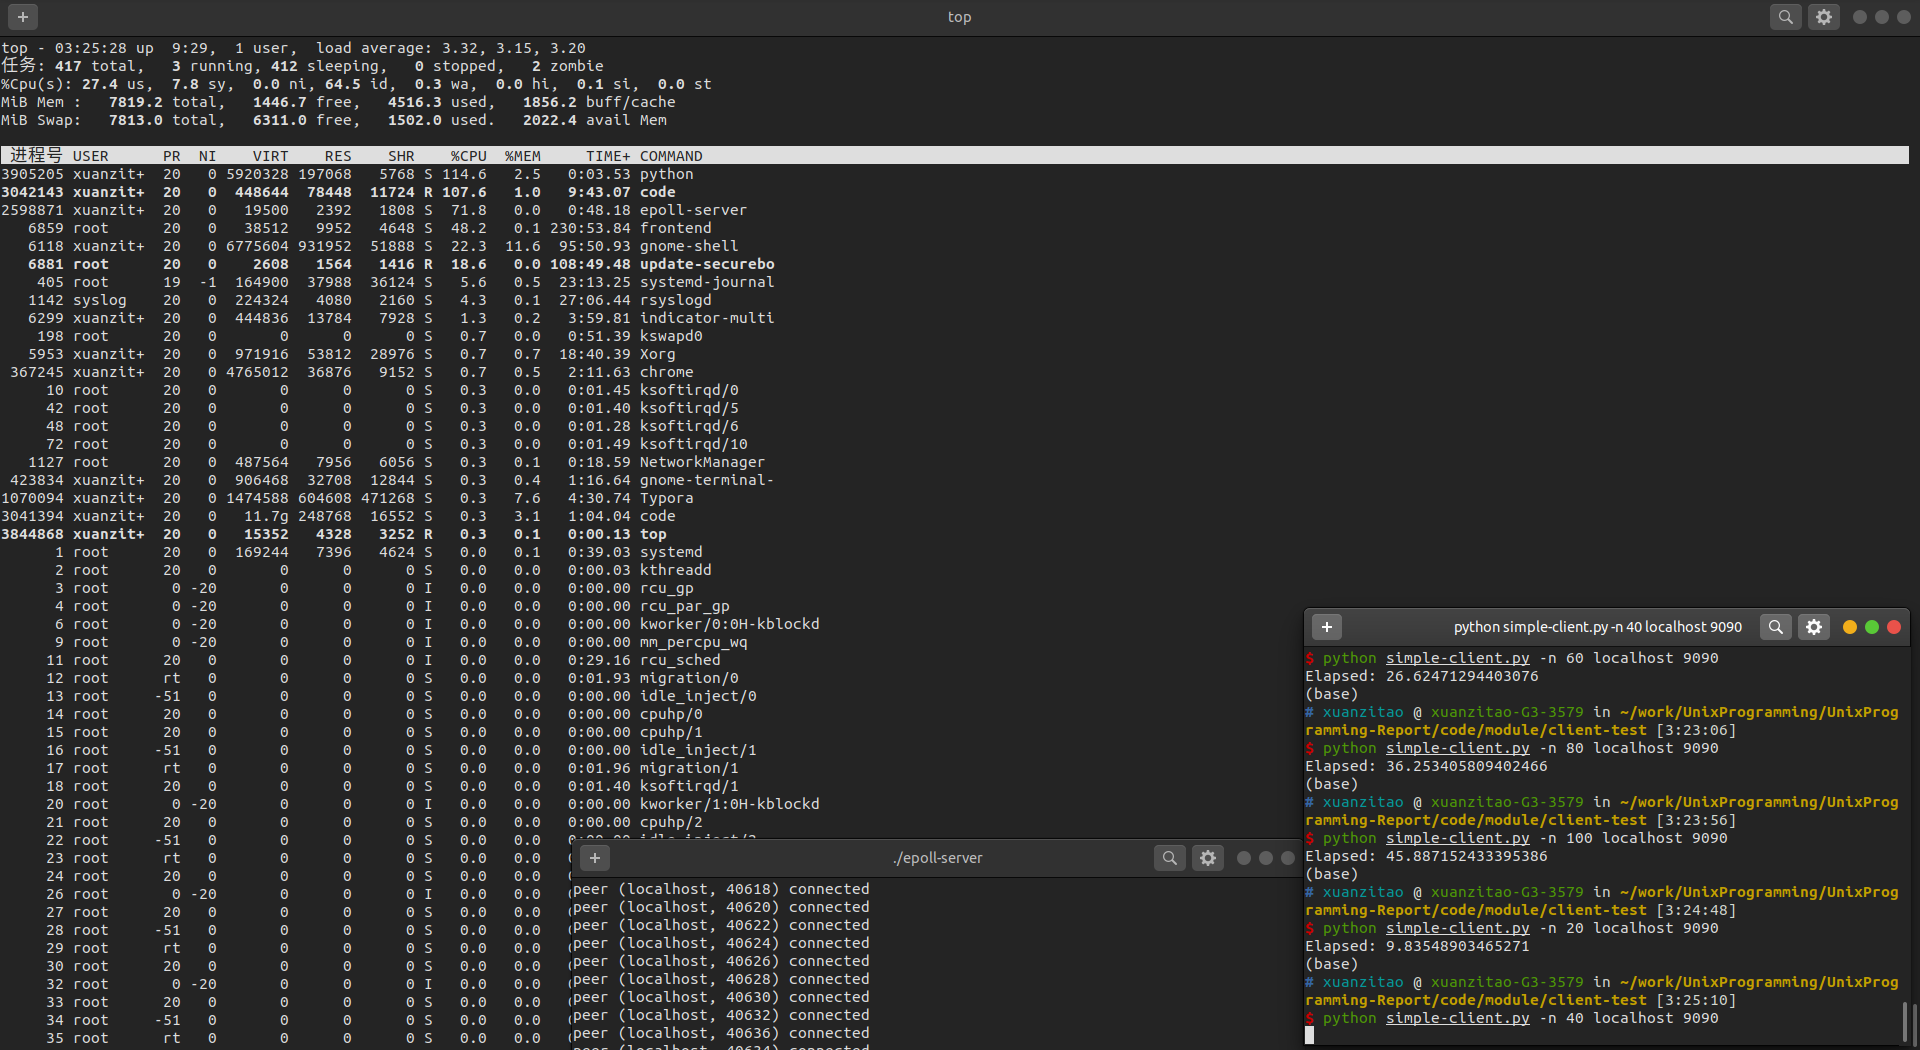 top
top - 03:25:28 up  9:29,  1 user,  load average: 3.32, 3.15, 3.20
任务: 417 total,   3 running, 412 sleeping,   0 stopped,   2 zombie
%Cpu(s): 27.4 us,  7.8 sy,  0.0 ni, 64.5 id,  0.3 wa,  0.0 hi,  0.1 si,  0.0 st
MiB Mem :   7819.2 total,   1446.7 free,   4516.3 used,   1856.2 buff/cache
MiB Swap:   7813.0 total,   6311.0 free,   1502.0 used.   2022.4 avail Mem
进程号 USER      PR  NI    VIRT    RES    SHR    %CPU  %MEM     TIME+ COMMAND
3905205 xuanzit+  20   0 5920328 197068   5768 S 114.6   2.5   0:03.53 python
3042143 xuanzit+  20   0  448644  78448  11724 R 107.6   1.0   9:43.07 code
2598871 xuanzit+  20   0   19500   2392   1808 S  71.8   0.0   0:48.18 epoll-server
6859 root      20   0   38512   9952   4648 S  48.2   0.1 230:53.84 frontend
6118 xuanzit+  20   0 6775604 931952  51888 S  22.3  11.6  95:50.93 gnome-shell
6881 root      20   0    2608   1564   1416 R  18.6   0.0 108:49.48 update-securebo
405 root      19  -1  164900  37988  36124 S   5.6   0.5  23:13.25 systemd-journal
1142 syslog    20   0  224324   4080   2160 S   4.3   0.1  27:06.44 rsyslogd
6299 xuanzit+  20   0  444836  13784   7928 S   1.3   0.2   3:59.81 indicator-multi
198 root      20   0       0      0      0 S   0.7   0.0   0:51.39 kswapd0
5953 xuanzit+  20   0  971916  53812  28976 S   0.7   0.7  18:40.39 Xorg
367245 xuanzit+  20   0 4765012  36876   9152 S   0.7   0.5   2:11.63 chrome
10 root      20   0       0      0      0 S   0.3   0.0   0:01.45 ksoftirqd/0
42 root      20   0       0      0      0 S   0.3   0.0   0:01.40 ksoftirqd/5
48 root      20   0       0      0      0 S   0.3   0.0   0:01.28 ksoftirqd/6
72 root      20   0       0      0      0 S   0.3   0.0   0:01.49 ksoftirqd/10
1127 root      20   0  487564   7956   6056 S   0.3   0.1   0:18.59 NetworkManager
423834 xuanzit+  20   0  906468  32708  12844 S   0.3   0.4   1:16.64 gnome-terminal-
1070094 xuanzit+  20   0 1474588 604608 471268 S   0.3   7.6   4:30.74 Typora
3041394 xuanzit+  20   0   11.7g 248768  16552 S   0.3   3.1   1:04.04 code
3844868 xuanzit+  20   0   15352   4328   3252 R   0.3   0.1   0:00.13 top
1 root      20   0  169244   7396   4624 S   0.0   0.1   0:39.03 systemd
2 root      20   0       0      0      0 S   0.0   0.0   0:00.03 kthreadd
3 root       0 -20       0      0      0 I   0.0   0.0   0:00.00 rcu_gp
4 root       0 -20       0      0      0 I   0.0   0.0   0:00.00 rcu_par_gp
6 root       0 -20       0      0      0 I   0.0   0.0   0:00.00 kworker/0:0H-kblockd
9 root       0 -20       0      0      0 I   0.0   0.0   0:00.00 mm_percpu_wq
11 root      20   0       0      0      0 I   0.0   0.0   0:29.16 rcu_sched
12 root      rt   0       0      0      0 S   0.0   0.0   0:01.93 migration/0
13 root     -51   0       0      0      0 S   0.0   0.0   0:00.00 idle_inject/0
14 root      20   0       0      0      0 S   0.0   0.0   0:00.00 cpuhp/0
15 root      20   0       0      0      0 S   0.0   0.0   0:00.00 cpuhp/1
16 root     -51   0       0      0      0 S   0.0   0.0   0:00.00 idle_inject/1
17 root      rt   0       0      0      0 S   0.0   0.0   0:01.96 migration/1
18 root      20   0       0      0      0 S   0.0   0.0   0:01.40 ksoftirqd/1
20 root       0 -20       0      0      0 I   0.0   0.0   0:00.00 kworker/1:0H-kblockd
21 root      20   0       0      0      0 S   0.0   0.0   0:00.00 cpuhp/2
22 root     -51   0       0      0      0 S   0.0   0.0
23 root      rt   0       0      0      0 S   0.0   0.0
24 root      20   0       0      0      0 S   0.0   0.0
26 root       0 -20       0      0      0 I   0.0   0.0
27 root      20   0       0      0      0 S   0.0   0.0
28 root     -51   0       0      0      0 S   0.0   0.0
29 root      rt   0       0      0      0 S   0.0   0.0
30 root      20   0       0      0      0 S   0.0   0.0
32 root       0 -20       0      0      0 I   0.0   0.0
33 root      20   0       0      0      0 S   0.0   0.0
34 root     -51   0       0      0      0 S   0.0   0.0
35 root      rt   0       0      0      0 S   0.0   0.0
./epoll-server
peer (localhost, 40618) connected
peer (localhost, 40620) connected
peer (localhost, 40622) connected
peer (localhost, 40624) connected
peer (localhost, 40626) connected
peer (localhost, 40628) connected
peer (localhost, 40630) connected
peer (localhost, 40632) connected
peer (localhost, 40636) connected
peer (localhost, 40634) connected
python simple-client.py -n 40 localhost 9090
$ python simple-client.py -n 60 localhost 9090
Elapsed: 26.62471294403076
(base)
# xuanzitao @ xuanzitao-G3-3579 in ~/work/UnixProgramming/UnixProg
ramming-Report/code/module/client-test [3:23:06]
$ python simple-client.py -n 80 localhost 9090
Elapsed: 36.253405809402466
(base)
# xuanzitao @ xuanzitao-G3-3579 in ~/work/UnixProgramming/UnixProg
ramming-Report/code/module/client-test [3:23:56]
$ python simple-client.py -n 100 localhost 9090
Elapsed: 45.887152433395386
(base)
# xuanzitao @ xuanzitao-G3-3579 in ~/work/UnixProgramming/UnixProg
ramming-Report/code/module/client-test [3:24:48]
$ python simple-client.py -n 20 localhost 9090
Elapsed: 9.83548903465271
(base)
# xuanzitao @ xuanzitao-G3-3579 in ~/work/UnixProgramming/UnixProg
ramming-Report/code/module/client-test [3:25:10]
$ python simple-client.py -n 40 localhost 9090